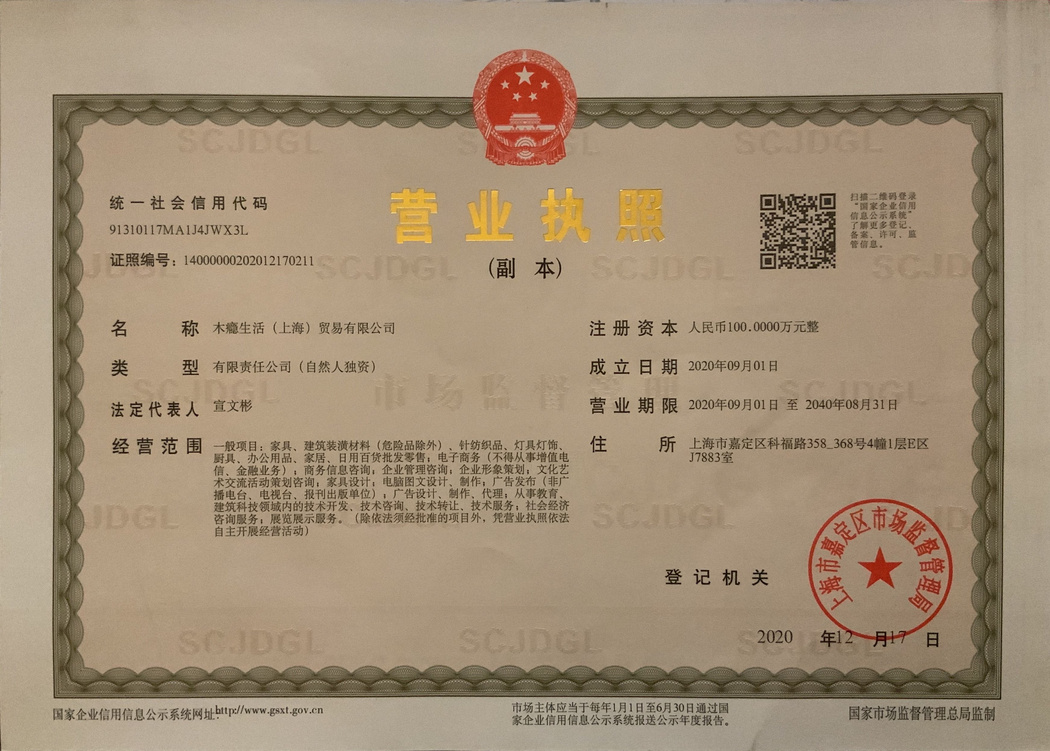 统一社会信用代码
91310117MA1J4JWX3L
证照编号：14000000202012170211
营业执照
（副 本）
扫描二维码登录
“国家企业信用
信息公示系统”
了解更多登记、
备案、许可、监
管信息。
名 称 木瘾生活（上海）贸易有限公司
类 型 有限责任公司（自然人独资）
法定代表人 宣文彬
经营范围 一般项目：家具、建筑装潢材料（危险品除外）、针纺织品、灯具灯饰、
厨具、办公用品、家居、日用百货批发零售；电子商务（不得从事增值电
信、金融业务）；商务信息咨询；企业管理咨询；企业形象策划；文化艺
术交流活动策划咨询；家具设计；电脑图文设计、制作；广告发布（非广
播电台、电视台、报刊出版单位）；广告设计、制作、代理；从事教育、
建筑科技领域内的技术开发、技术咨询、技术转让、技术服务；社会经济
咨询服务；展览展示服务。（除依法须经批准的项目外，凭营业执照依法
自主开展经营活动）
注册资本 人民币100.0000万元整
成立日期 2020年09月01日
营业期限 2020年09月01日 至 2040年08月31日
住 所 上海市嘉定区科福路358_368号4幢1层E区
J7883室
登记机关
上海市嘉定区市场监督管理局
2020 年12 月17 日
国家企业信用信息公示系统网址:http://www.gsxt.gov.cn
市场主体应当于每年1月1日至6月30日通过国
家企业信用信息公示系统报送公示年度报告。
国家市场监督管理总局监制
SCJDGL
市场监督管理